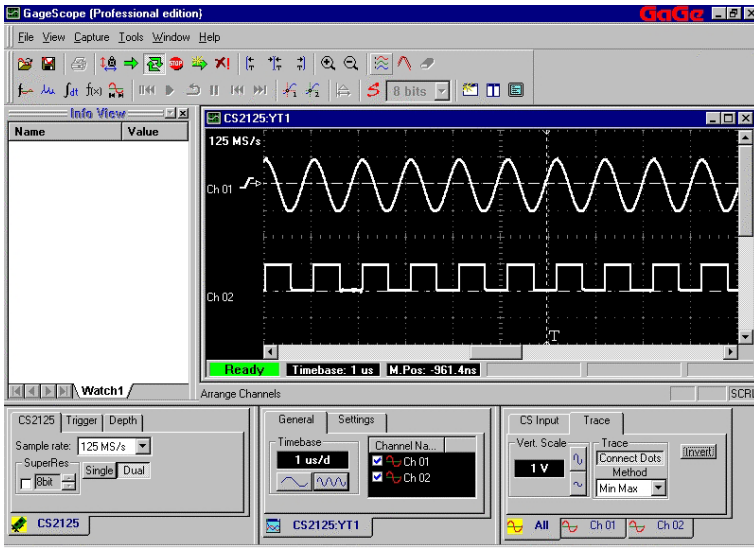 GageScope (Professional edition)
GaGe
File View Capture Tools Window Help
8 bits
Info View
Name Value
Watch1
CS2125:YT1
125 MS/s
Ch 01
Ch 02
T
Ready Timebase: 1 us M.Pos: -961.4ns
Arrange Channels SCRL
CS2125 Trigger Depth
Sample rate: 125 MS/s
SuperRes
8bit Single Dual
CS2125
General Settings
Timebase
1 us/d
Channel Na...
Ch 01
Ch 02
CS2125:YT1
CS Input Trace
Vert. Scale
1 V
Trace
Connect Dots
Method
Min Max
Invert
All Ch 01 Ch 02